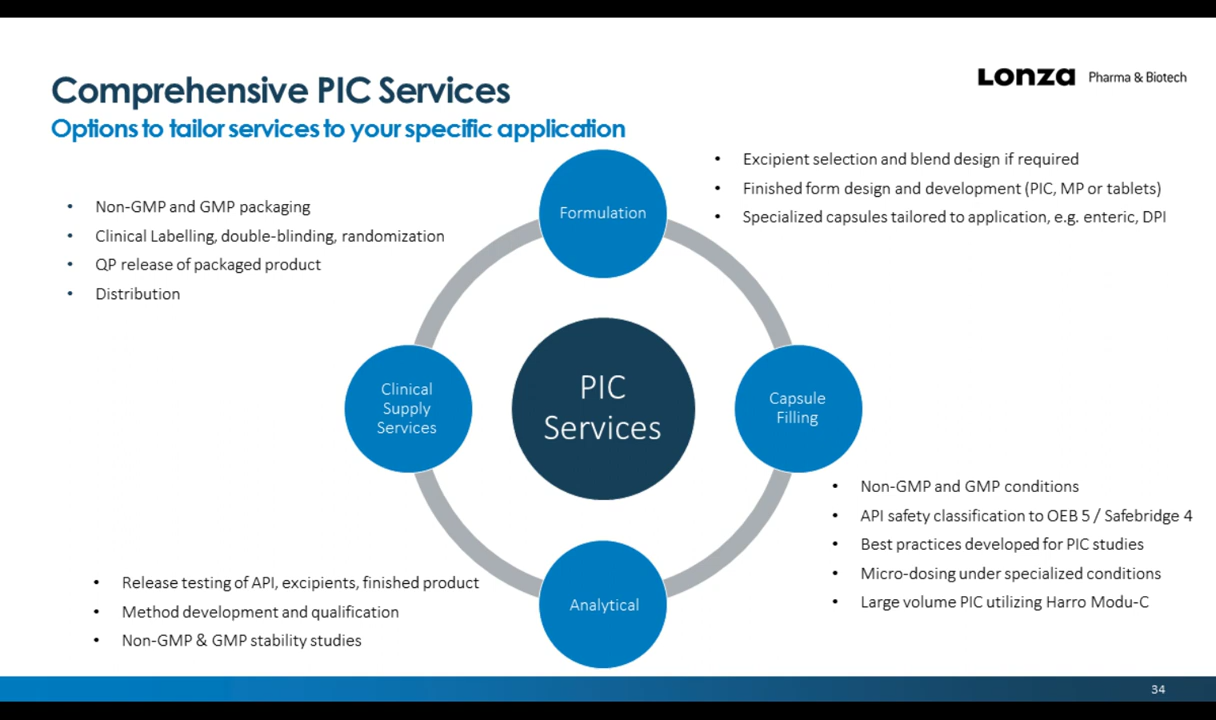 Comprehensive PIC Services
Options to tailor services to your specific application
Lonza Pharma & Biotech
Formulation
• Excipient selection and blend design if required
• Finished form design and development (PIC, MP or tablets)
• Specialized capsules tailored to application, e.g. enteric, DPI
• Non-GMP and GMP packaging
• Clinical Labelling, double-blinding, randomization
• QP release of packaged product
• Distribution
Clinical
Supply
Services
PIC
Services
Capsule
Filling
• Non-GMP and GMP conditions
• API safety classification to OEB 5 / Safebridge 4
• Best practices developed for PIC studies
• Micro-dosing under specialized conditions
• Large volume PIC utilizing Harro Modu-C
Analytical
• Release testing of API, excipients, finished product
• Method development and qualification
• Non-GMP & GMP stability studies
34